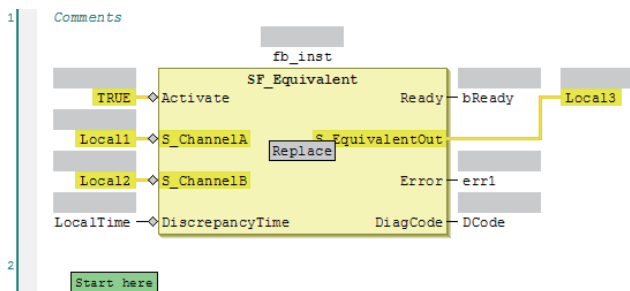 1 Comments
fb_inst
SF_Equivalent
TRUE Activate Ready bReady Local3
Local1 S_ChannelA S_EquivalentOut
Replace
Local2 S_ChannelB Error err1
LocalTime DiscrepancyTime DiagCode DCode
2
Start here